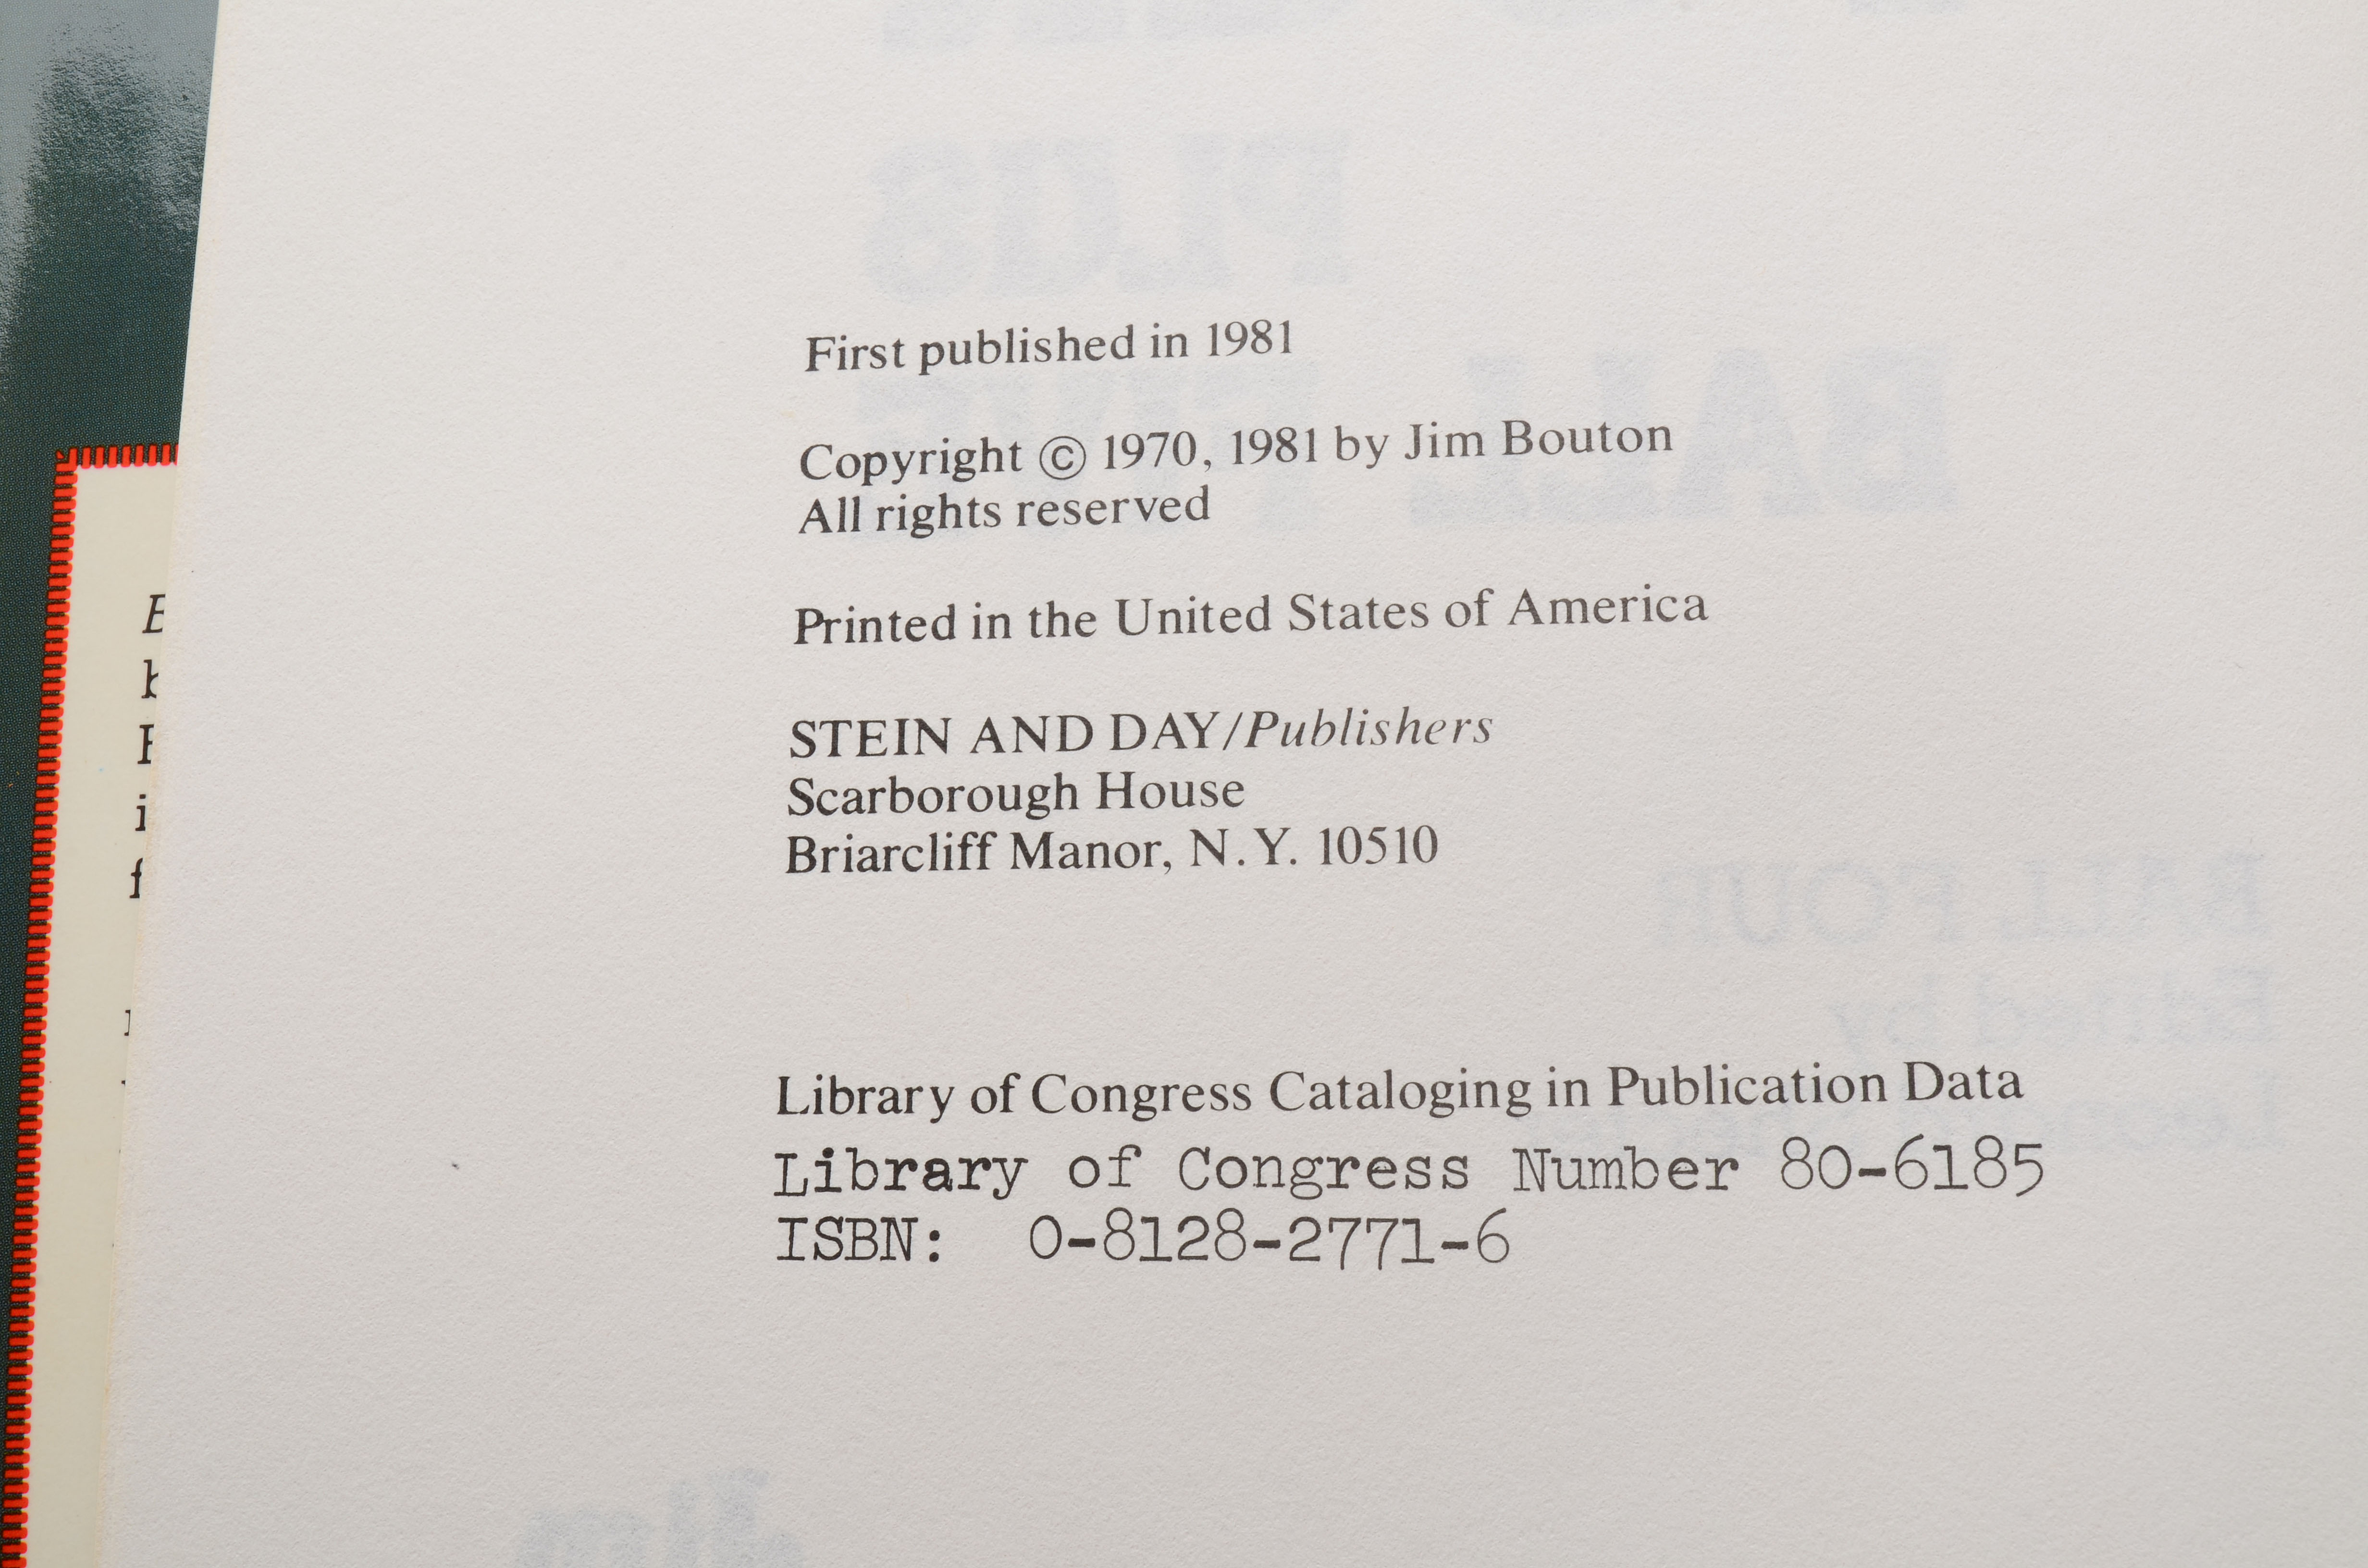 First published in 1981
Copyright © 1970, 1981 by Jim Bouton
All rights reserved
Printed in the United States of America
STEIN AND DAY/Publishers
Scarborough House
Briarcliff Manor, N.Y. 10510
Library of Congress Cataloging in Publication Data
Library of Congress Number 80-6185
ISBN: 0-8128-2771-6